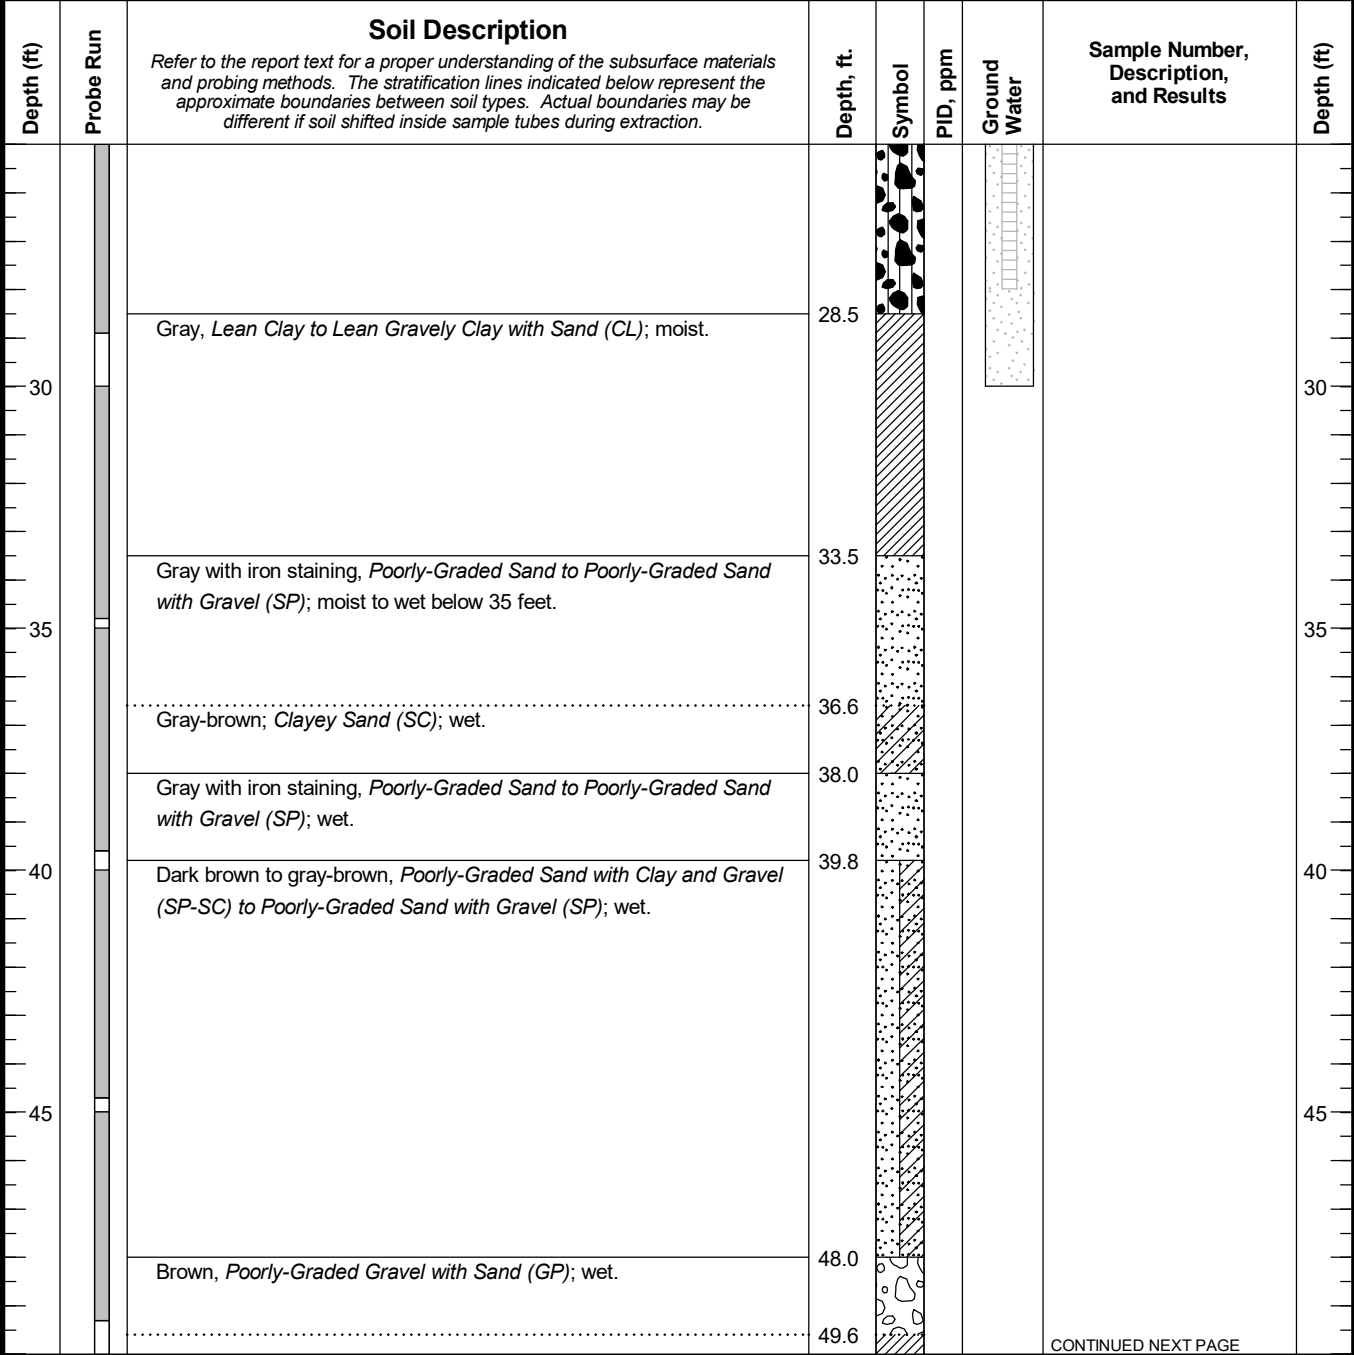 Depth (ft)
Probe Run
Soil Description
Refer to the report text for a proper understanding of the subsurface materials
and probing methods. The stratification lines indicated below represent the
approximate boundaries between soil types. Actual boundaries may be
different if soil shifted inside sample tubes during extraction.
Depth, ft.
Symbol
PID, ppm
Ground
Water
Sample Number,
Description,
and Results
Depth (ft)
28.5
Gray, Lean Clay to Lean Gravely Clay with Sand (CL); moist.
30
30
33.5
Gray with iron staining, Poorly-Graded Sand to Poorly-Graded Sand
with Gravel (SP); moist to wet below 35 feet.
35
35
36.6
Gray-brown; Clayey Sand (SC); wet.
38.0
Gray with iron staining, Poorly-Graded Sand to Poorly-Graded Sand
with Gravel (SP); wet.
39.8
40
40
Dark brown to gray-brown, Poorly-Graded Sand with Clay and Gravel
(SP-SC) to Poorly-Graded Sand with Gravel (SP); wet.
45
45
48.0
Brown, Poorly-Graded Gravel with Sand (GP); wet.
49.6
CONTINUED NEXT PAGE